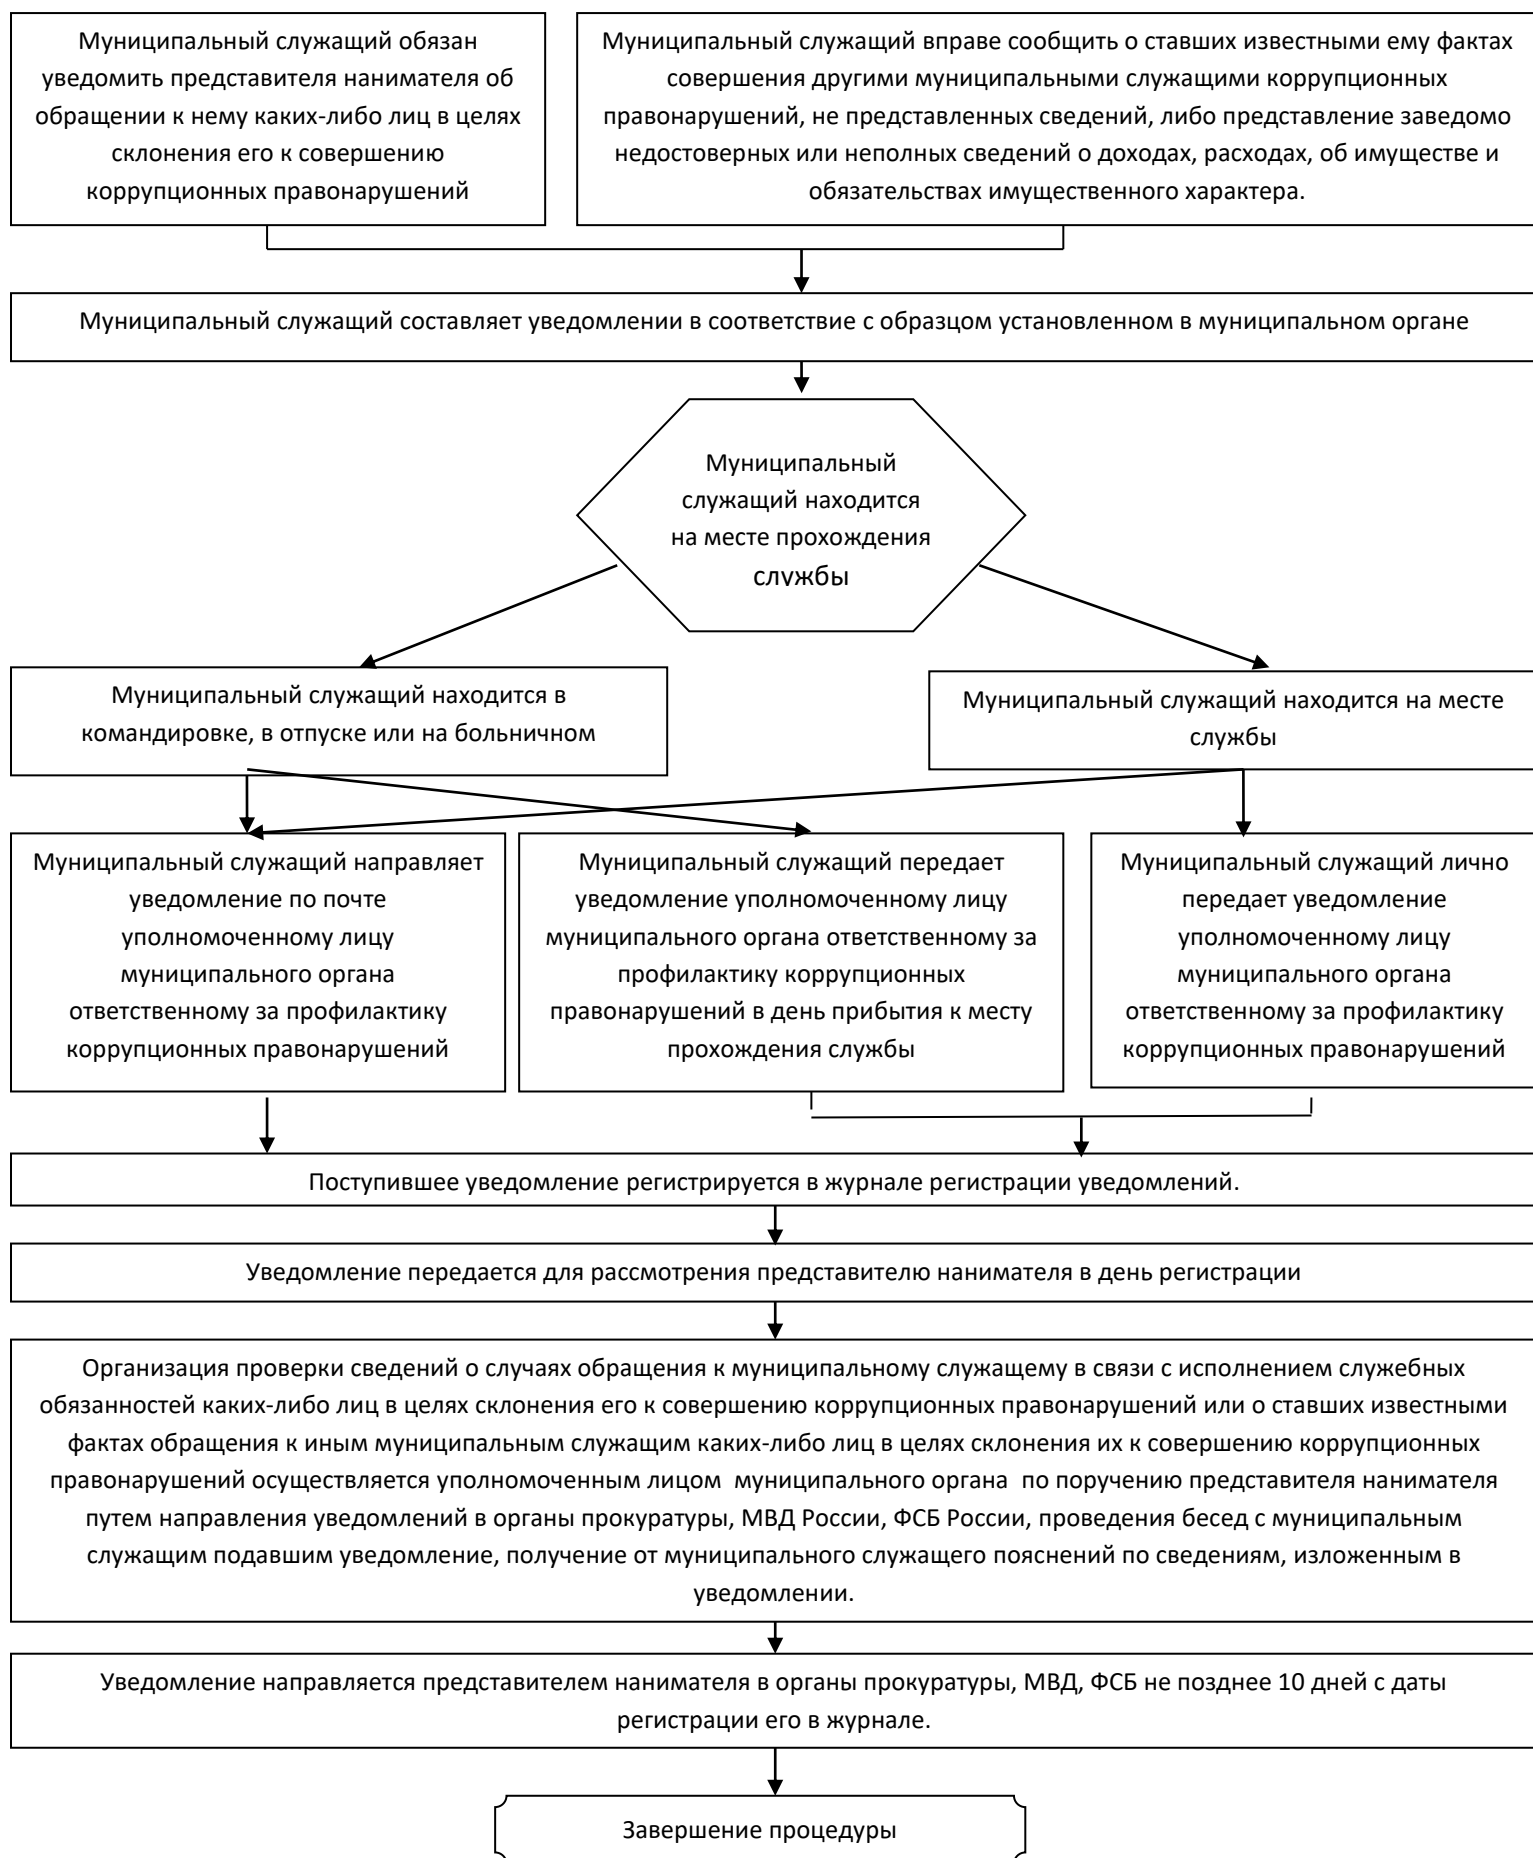 Муниципальный служащий обязан
уведомить представителя нанимателя об
обращении к нему каких-либо лиц в целях
склонения его к совершению
коррупционных правонарушений
Муниципальный служащий вправе сообщить о ставших известными ему фактах
совершения другими муниципальными служащими коррупционных
правонарушений, не представленных сведений, либо представление заведомо
недостоверных или неполных сведений о доходах, расходах, об имуществе и
обязательствах имущественного характера.
Муниципальный служащий составляет уведомлении в соответствие с образцом установленном в муниципальном органе
Муниципальный
служащий находится
на месте прохождения
службы
Муниципальный служащий находится в
командировке, в отпуске или на больничном
Муниципальный служащий находится на месте
службы
Муниципальный служащий направляет
уведомление по почте
уполномоченному лицу
муниципального органа
ответственному за профилактику
коррупционных правонарушений
Муниципальный служащий передает
уведомление уполномоченному лицу
муниципального органа ответственному за
профилактику коррупционных
правонарушений в день прибытия к месту
прохождения службы
Муниципальный служащий лично
передает уведомление
уполномоченному лицу
муниципального органа
ответственному за профилактику
коррупционных правонарушений
Поступившее уведомление регистрируется в журнале регистрации уведомлений.
Уведомление передается для рассмотрения представителю нанимателя в день регистрации
Организация проверки сведений о случаях обращения к муниципальному служащему в связи с исполнением служебных
обязанностей каких-либо лиц в целях склонения его к совершению коррупционных правонарушений или о ставших известными
фактах обращения к иным муниципальным служащим каких-либо лиц в целях склонения их к совершению коррупционных
правонарушений осуществляется уполномоченным лицом  муниципального органа  по поручению представителя нанимателя
путем направления уведомлений в органы прокуратуры, МВД России, ФСБ России, проведения бесед с муниципальным
служащим подавшим уведомление, получение от муниципального служащего пояснений по сведениям, изложенным в
уведомлении.
Уведомление направляется представителем нанимателя в органы прокуратуры, МВД, ФСБ не позднее 10 дней с даты
регистрации его в журнале.
Завершение процедуры